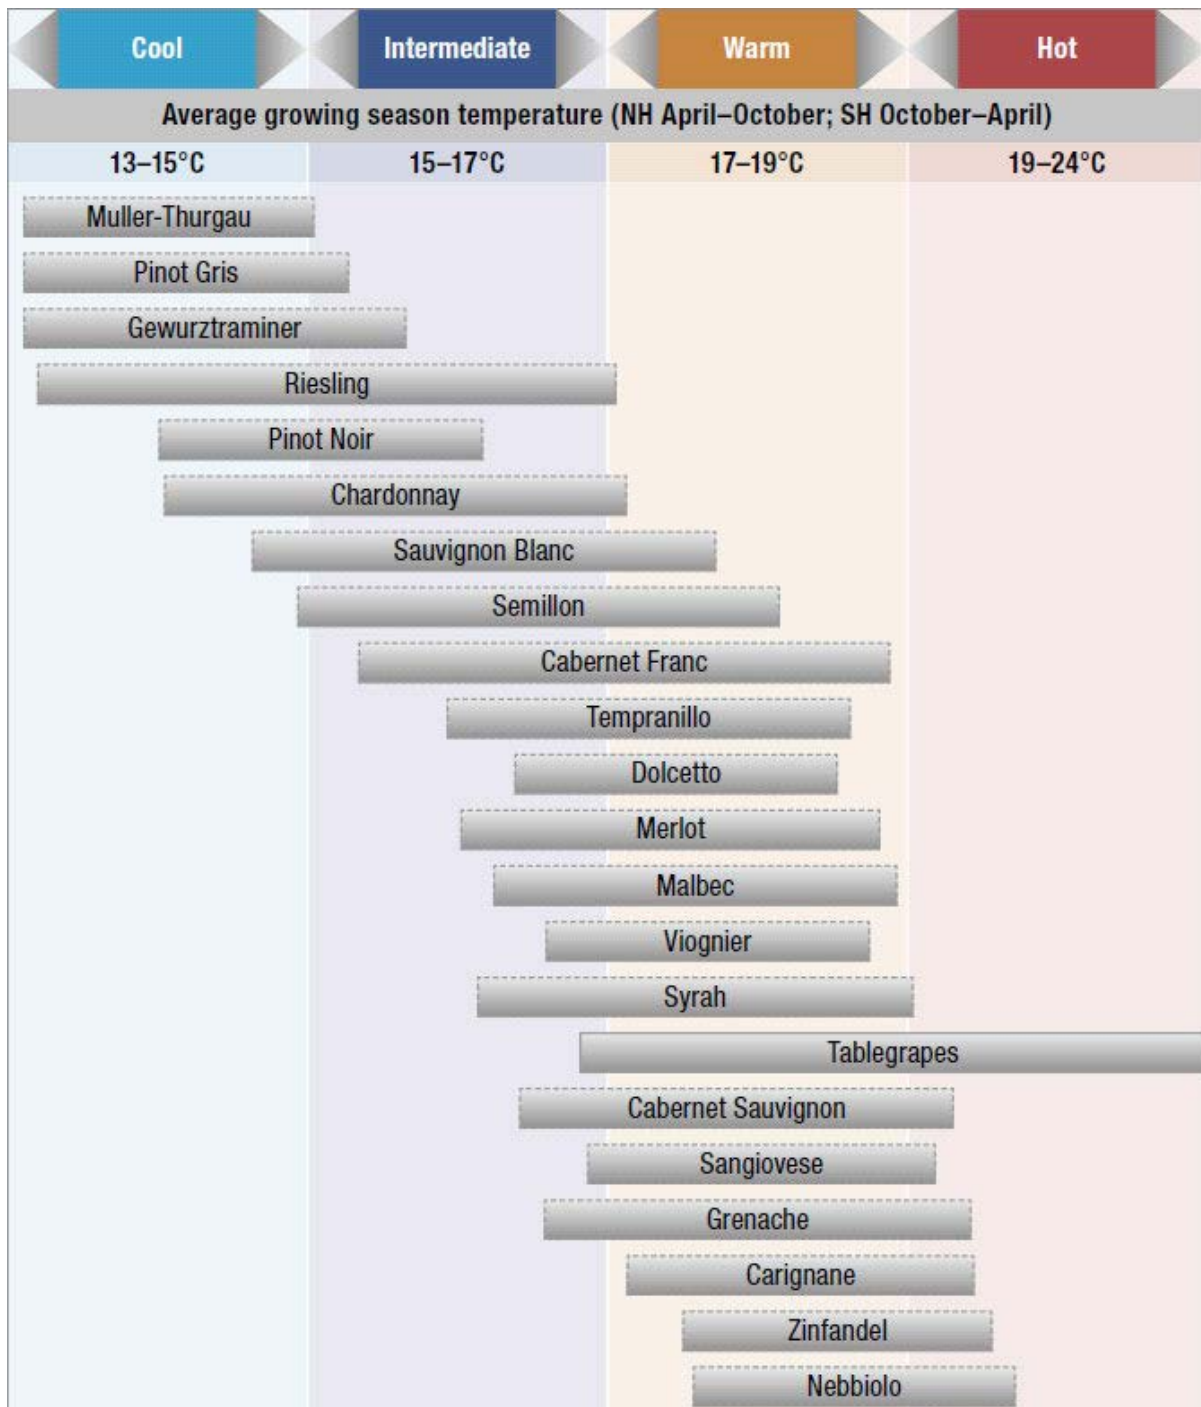 Cool Intermediate Warm Hot
Average growing season temperature (NH April–October; SH October–April)
13–15°C 15–17°C 17–19°C 19–24°C
Muller-Thurgau
Pinot Gris
Gewurztraminer
Riesling
Pinot Noir
Chardonnay
Sauvignon Blanc
Semillon
Cabernet Franc
Tempranillo
Dolcetto
Merlot
Malbec
Viognier
Syrah
Tablegrapes
Cabernet Sauvignon
Sangiovese
Grenache
Carignane
Zinfandel
Nebbiolo